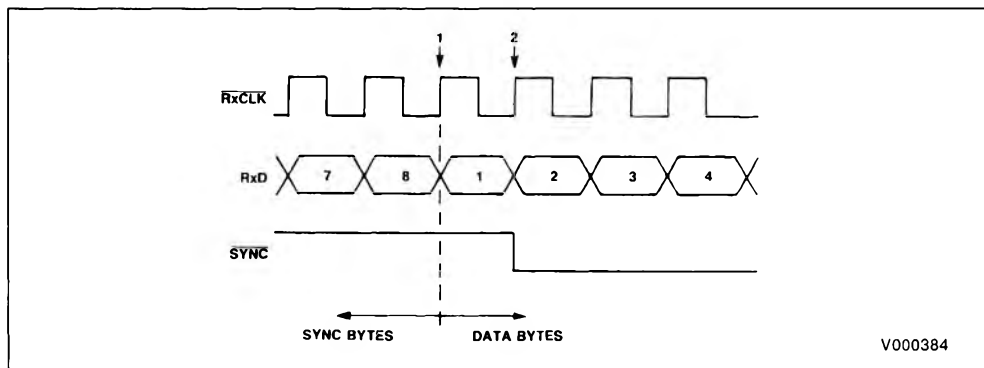 1 2
RxCLK
RxD 7 8 1 2 3 4
SYNC
SYNC BYTES DATA BYTES
V000384